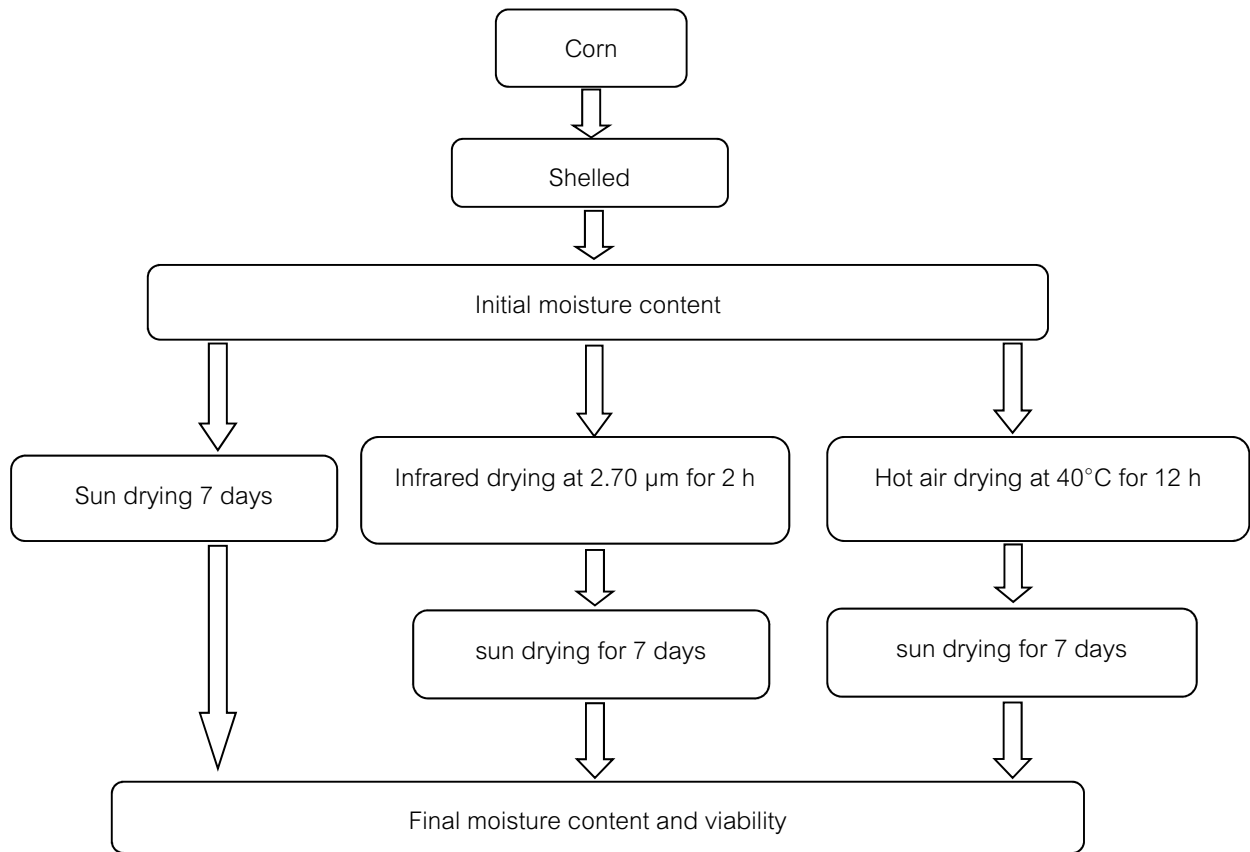 Corn
Shelled
Initial moisture content
Sun drying 7 days
Infrared drying at 2.70 µm for 2 h
Hot air drying at 40°C for 12 h
sun drying for 7 days
sun drying for 7 days
Final moisture content and viability